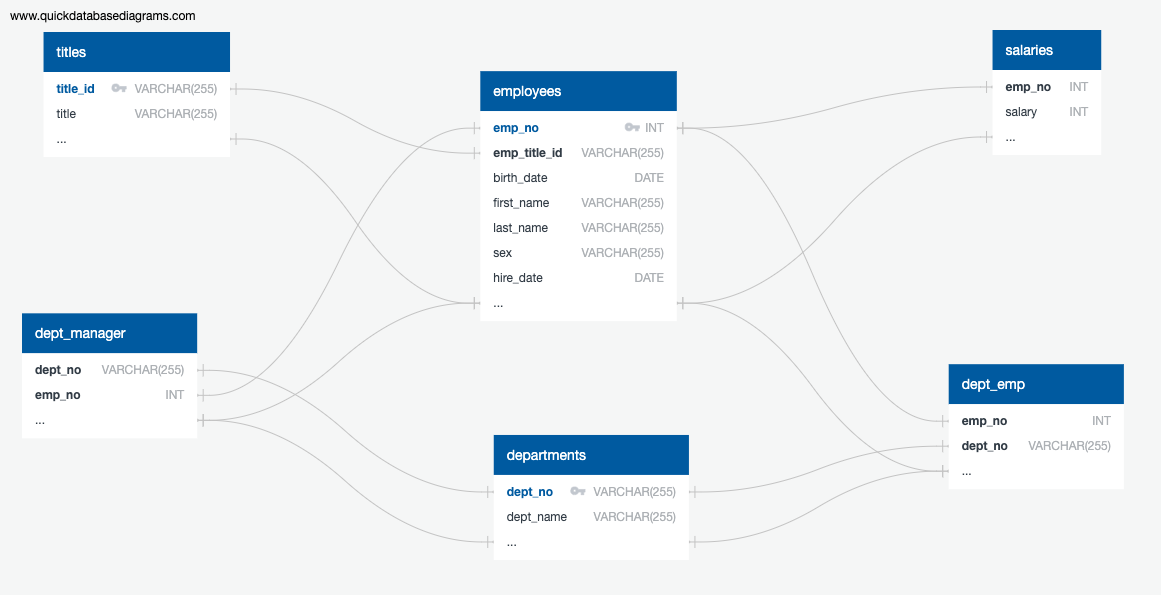 www.quickdatabasediagrams.com
titles
title_id VARCHAR(255)
title VARCHAR(255)
...
employees
emp_no INT
emp_title_id VARCHAR(255)
birth_date DATE
first_name VARCHAR(255)
last_name VARCHAR(255)
sex VARCHAR(255)
hire_date DATE
...
salaries
emp_no INT
salary INT
...
dept_manager
dept_no VARCHAR(255)
emp_no INT
...
departments
dept_no VARCHAR(255)
dept_name VARCHAR(255)
...
dept_emp
emp_no INT
dept_no VARCHAR(255)
...